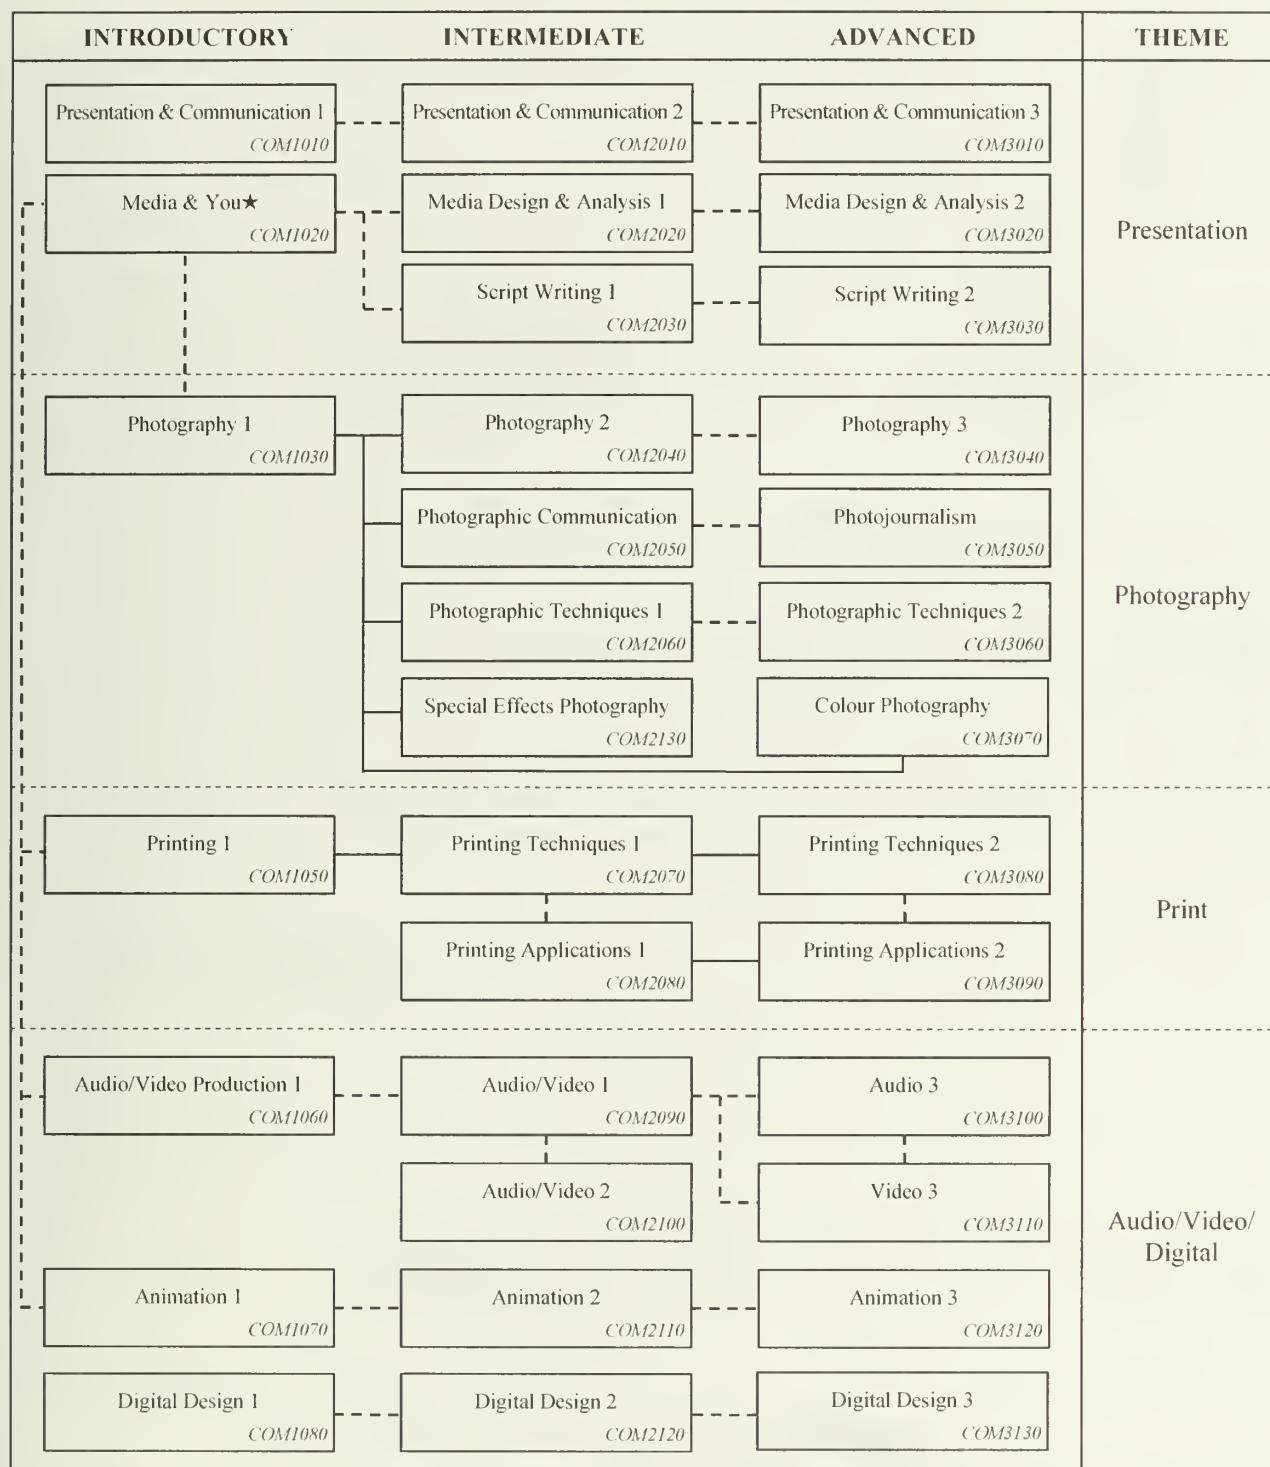 INTRODUCTORY INTERMEDIATE ADVANCED THEME
Presentation & Communication 1
COM1010
Presentation & Communication 2
COM2010
Presentation & Communication 3
COM3010
Media & You★
COM1020
Media Design & Analysis 1
COM2020
Media Design & Analysis 2
COM3020
Script Writing 1
COM2030
Script Writing 2
COM3030
Presentation
Photography 1
COM1030
Photography 2
COM2040
Photography 3
COM3040
Photographic Communication
COM2050
Photojournalism
COM3050
Photographic Techniques 1
COM2060
Photographic Techniques 2
COM3060
Special Effects Photography
COM2130
Colour Photography
COM3070
Photography
Printing 1
COM1050
Printing Techniques 1
COM2070
Printing Techniques 2
COM3080
Printing Applications 1
COM2080
Printing Applications 2
COM3090
Print
Audio/Video Production 1
COM1060
Audio/Video 1
COM2090
Audio 3
COM3100
Audio/Video 2
COM2100
Video 3
COM3110
Animation 1
COM1070
Animation 2
COM2110
Animation 3
COM3120
Digital Design 1
COM1080
Digital Design 2
COM2120
Digital Design 3
COM3130
Audio/Video/
Digital